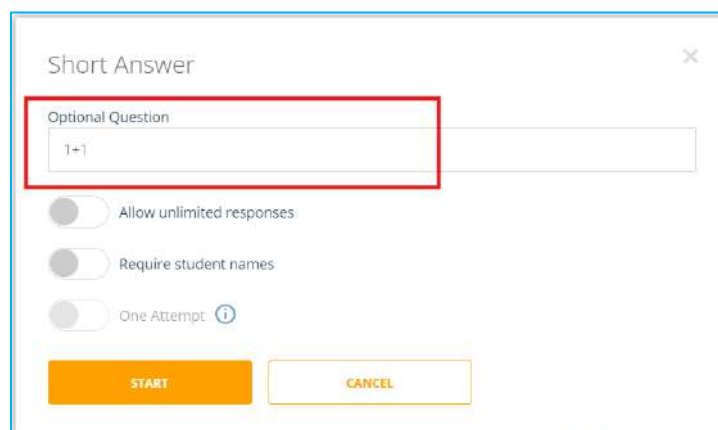 Short Answer
Optional Question
1+1
Allow unlimited responses
Require student names
One Attempt
START CANCEL